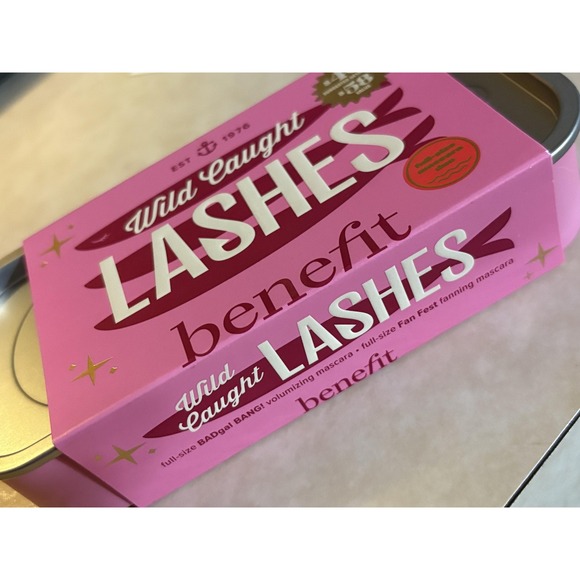 EST 1976
Wild Caught
LASHES
benefit
Wild
Caught
LASHES
full-size BADgal BANG! volumizing mascara • full-size Fan Fest fanning mascara
benefit